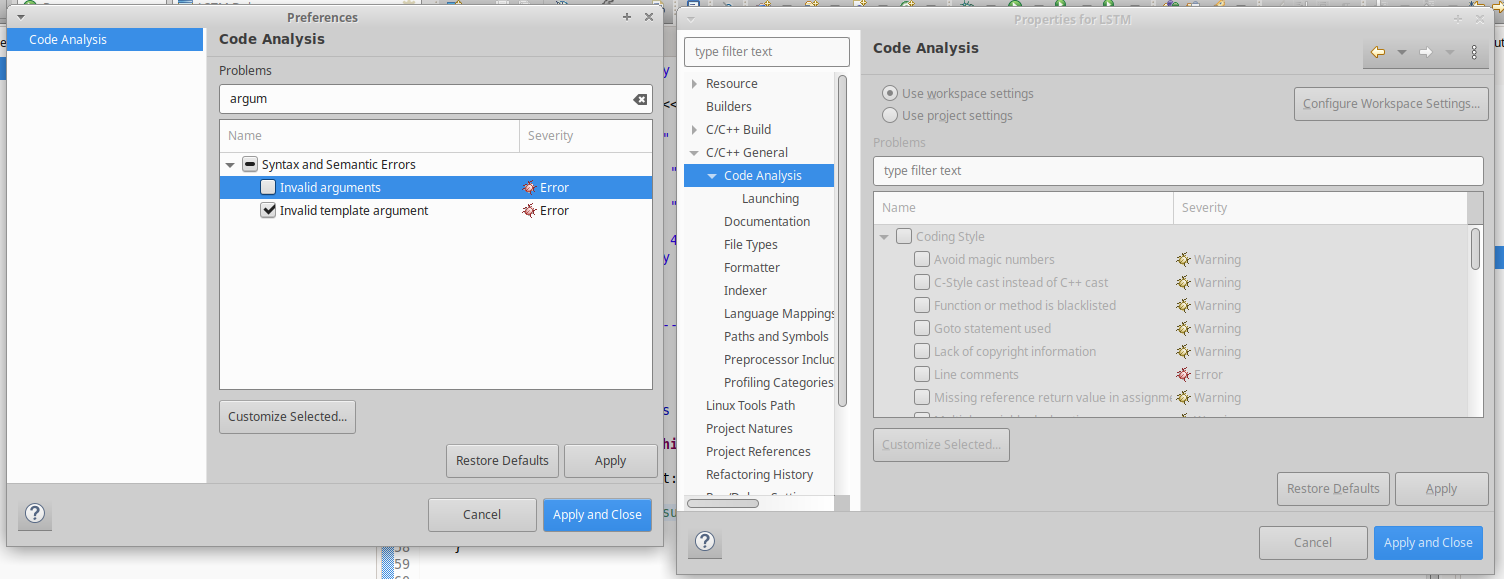 Preferences
Code Analysis
Code Analysis
Problems
argum
Name Severity
Syntax and Semantic Errors
Invalid arguments Error
Invalid template argument Error
Customize Selected...
Restore Defaults Apply
Cancel Apply and Close
Properties for LSTM
type filter text
Resource
Builders
C/C++ Build
C/C++ General
Code Analysis
Launching
Documentation
File Types
Formatter
Indexer
Language Mappings
Paths and Symbols
Preprocessor Includ
Profiling Categories
Linux Tools Path
Project Natures
Project References
Refactoring History
Code Analysis
Use workspace settings
Use project settings
Configure Workspace Settings...
Problems
type filter text
Name Severity
Coding Style
Avoid magic numbers Warning
C-Style cast instead of C++ cast Warning
Function or method is blacklisted Warning
Goto statement used Warning
Lack of copyright information Warning
Line comments Error
Missing reference return value in assignme Warning
Customize Selected...
Restore Defaults Apply
Cancel Apply and Close
58 }
59